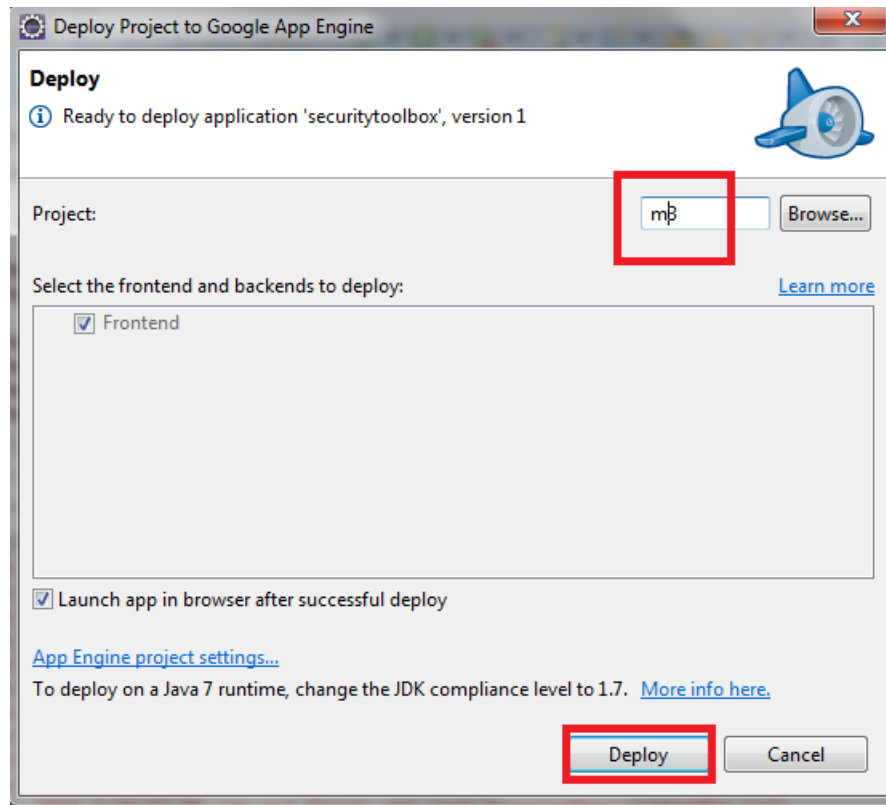 Deploy Project to Google App Engine
Deploy
Ready to deploy application 'securitytoolbox', version 1
Project: m3 Browse...
Select the frontend and backends to deploy: Learn more
Frontend
Launch app in browser after successful deploy
App Engine project settings...
To deploy on a Java 7 runtime, change the JDK compliance level to 1.7. More info here.
Deploy Cancel